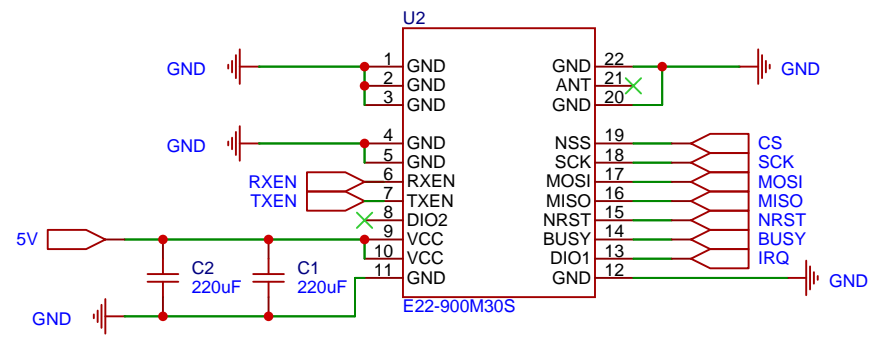 U2
GND 1 GND GND 22 GND
2 GND ANT 21
3 GND GND 20
GND 4 GND NSS 19 CS
5 GND SCK 18 SCK
RXEN 6 RXEN MOSI 17 MOSI
TXEN 7 TXEN MISO 16 MISO
8 DIO2 NRST 15 NRST
5V 9 VCC BUSY 14 BUSY
10 VCC DIO1 13 IRQ
C2 C1 11 GND GND 12 GND
220uF 220uF
E22-900M30S
GND